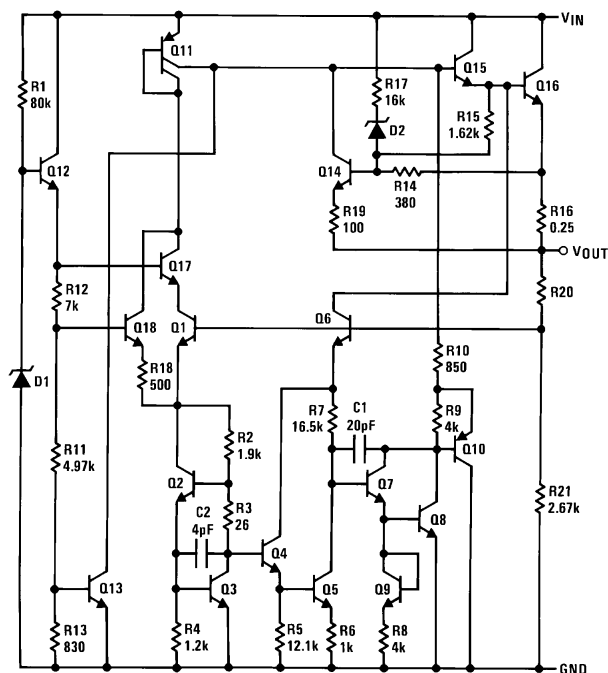 VIN
Q11
Q15
R17
16k
R1
80k
Q16
R15
1.62k
D2
Q12
Q14
R14
380
R19
100
R16
0.25
VOUT
Q17
R12
7k
R20
Q18
Q1
Q6
R10
850
R18
500
D1
C1
20pF
R7
16.5k
R9
4k
Q10
R2
1.9k
R11
4.97k
Q2
Q7
Q8
R21
2.67k
R3
26
C2
4pF
Q4
Q13
Q3
Q5
Q9
R13
830
R4
1.2k
R5
12.1k
R6
1k
R8
4k
GND